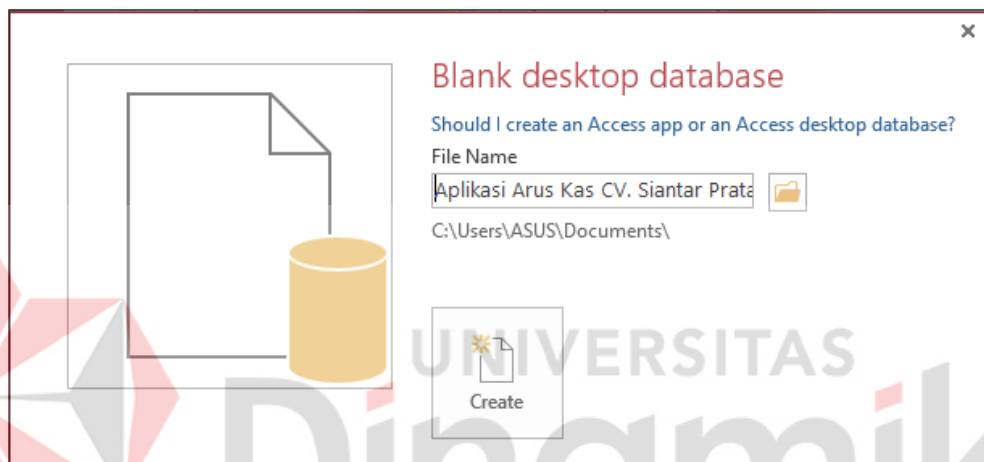 Blank desktop database
Should I create an Access app or an Access desktop database?
File Name
Aplikasi Arus Kas CV. Siantar Prata
C:\Users\ASUS\Documents\
UNIVERSITAS
Dinamik
Create